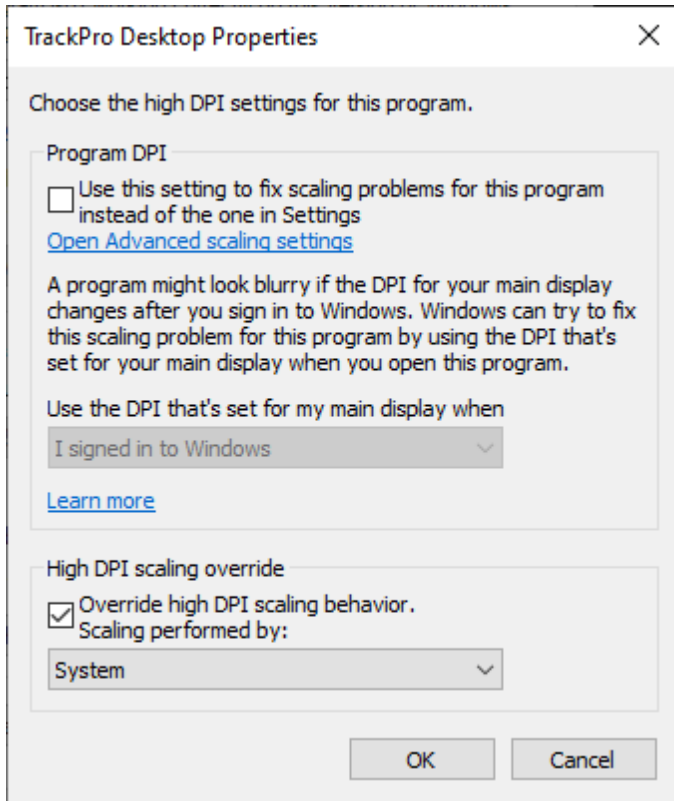 TrackPro Desktop Properties
Choose the high DPI settings for this program.
Program DPI
Use this setting to fix scaling problems for this program
instead of the one in Settings
Open Advanced scaling settings
A program might look blurry if the DPI for your main display
changes after you sign in to Windows. Windows can try to fix
this scaling problem for this program by using the DPI that's
set for your main display when you open this program.
Use the DPI that's set for my main display when
I signed in to Windows
Learn more
High DPI scaling override
Override high DPI scaling behavior.
Scaling performed by:
System
OK
Cancel